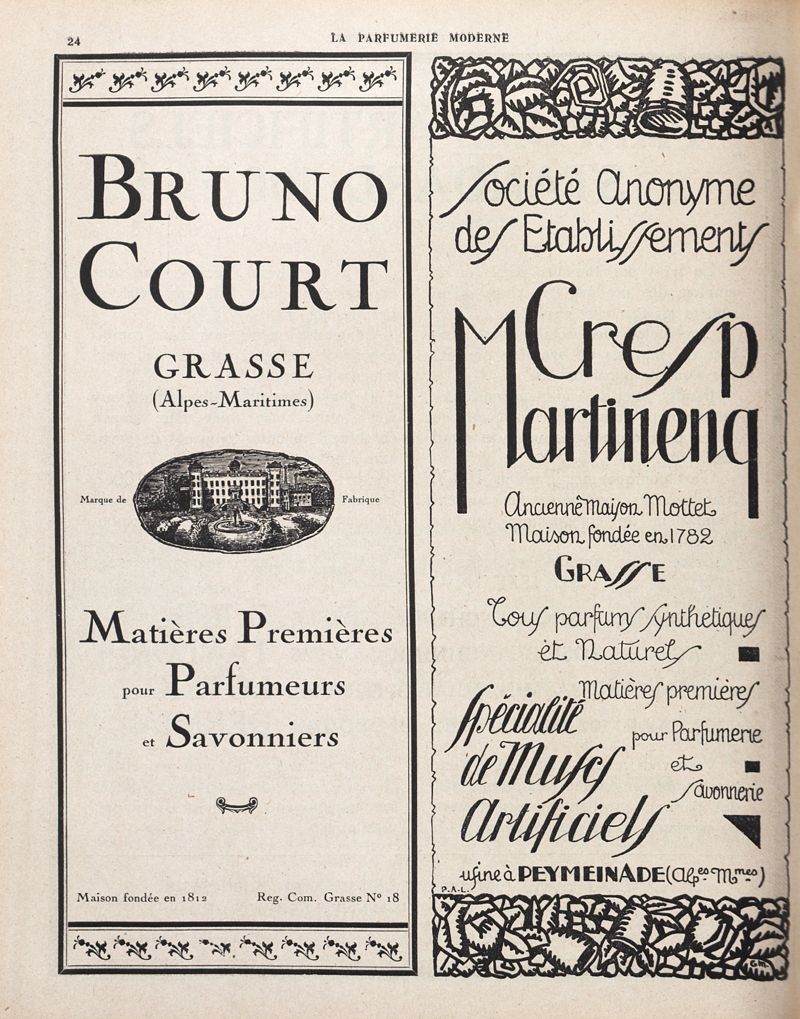 24
LA PARFUMERIE MODERNE
BRUNO
COURT
GRASSE
(Alpes-Maritimes)
Marque de Fabrique
Matières Premières
pour Parfumeurs
et Savonniers
Maison fondée en 1812
Reg. Com. Grasse Nº 18
Société Anonyme
des Etablissements
Cresp
Martinenq
Ancienne Maison Mottet
Maison fondée en 1782
GRASSE
Tous parfums synthétiques
et Naturels
Spécialité
de Muscs
Artificiels
Matières premières
pour Parfumerie
et
Savonnerie
usine à PEYMEINADE (Alpes Mmes)
P.A.L.
GM.